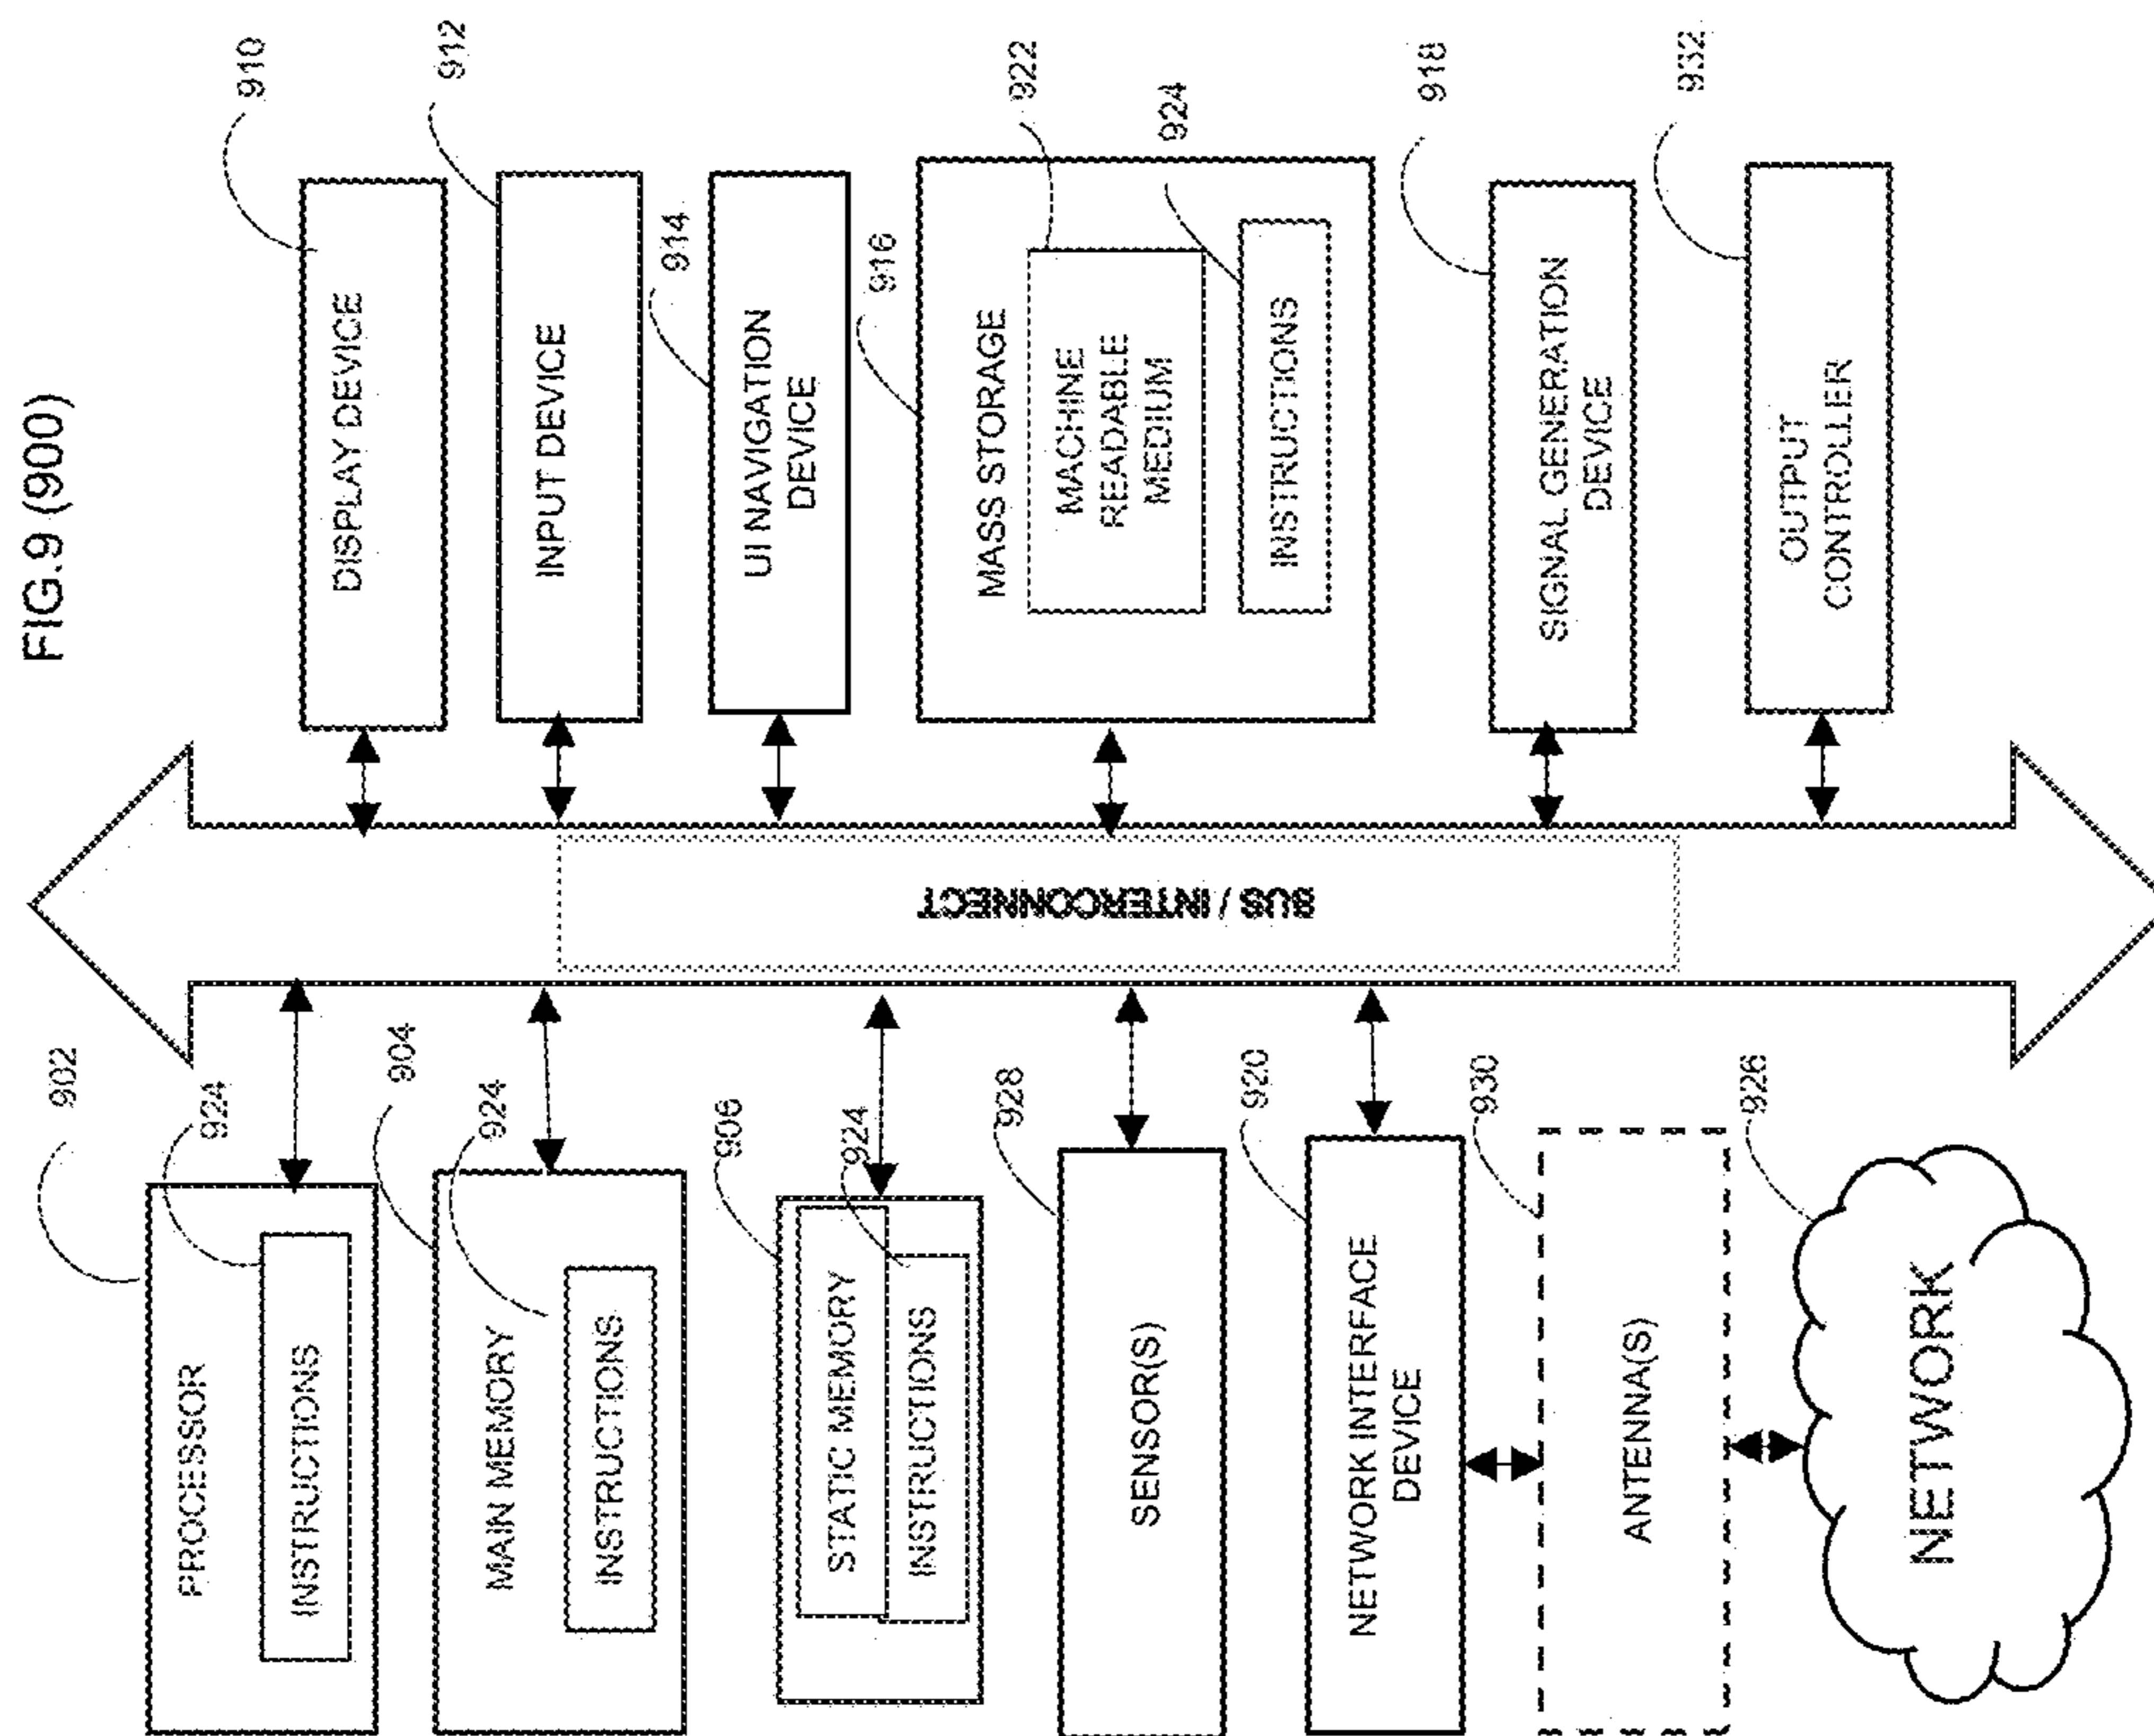 FIG.9 (900)
902
PROCESSOR
924
INSTRUCTIONS
904
MAIN MEMORY
924
INSTRUCTIONS
906
STATIC MEMORY
924
INSTRUCTIONS
928
SENSOR(S)
920
NETWORK INTERFACE
DEVICE
930
ANTENNA(S)
926
NETWORK
BUS / INTERCONNECT
910
DISPLAY DEVICE
912
INPUT DEVICE
914
UI NAVIGATION
DEVICE
916
MASS STORAGE
922
MACHINE
READABLE
MEDIUM
924
INSTRUCTIONS
918
SIGNAL GENERATION
DEVICE
932
OUTPUT
CONTROLLER